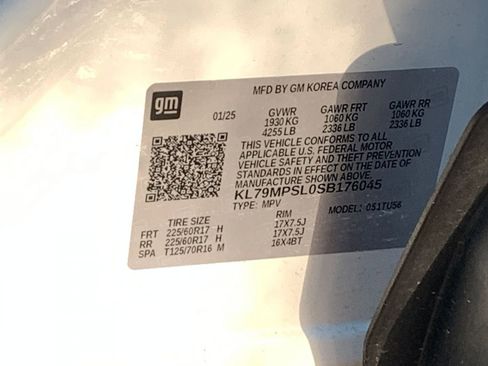 MFD BY GM KOREA COMPANY
gm
01/25 GVWR GAWR FRT GAWR RR
1930 KG 1060 KG 1060 KG
4255 LB 2336 LB 2336 LB
THIS VEHICLE CONFORMS TO ALL
APPLICABLE U.S. FEDERAL MOTOR
VEHICLE SAFETY AND THEFT PREVENTION
STANDARDS IN EFFECT ON THE DATE OF
MANUFACTURE SHOWN ABOVE.
KL79MPSL0SB176045
TYPE: MPV MODEL: 051TU56
TIRE SIZE RIM
FRT 225/60R17 H 17X7.5J
RR 225/60R17 H 17X7.5J
SPA T125/70R16 M 16X4BT